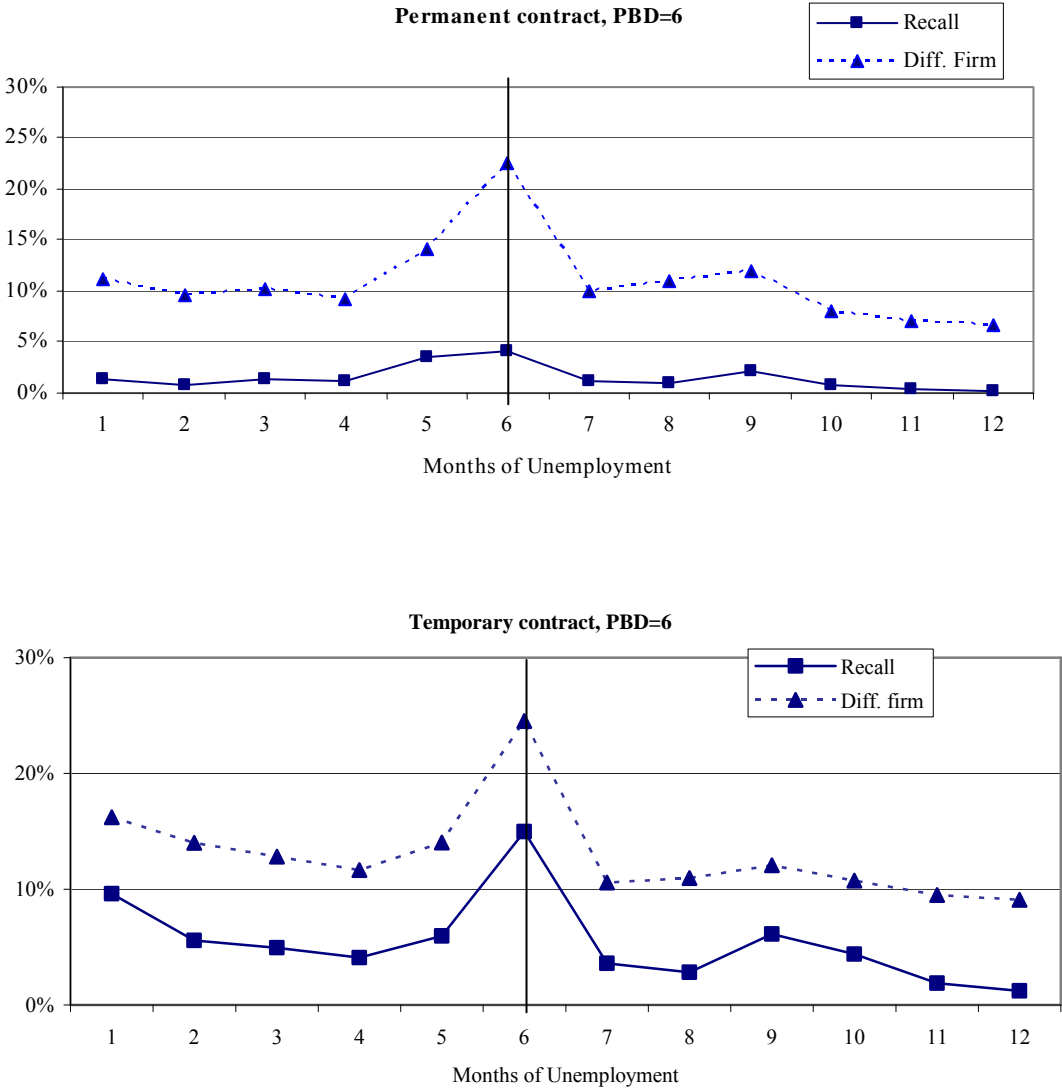 Permanent contract, PBD=6
Recall
Diff. Firm
30%
25%
20%
15%
10%
5%
0%
1 2 3 4 5 6 7 8 9 10 11 12
Months of Unemployment
Temporary contract, PBD=6
Recall
Diff. firm
30%
20%
10%
0%
1 2 3 4 5 6 7 8 9 10 11 12
Months of Unemployment